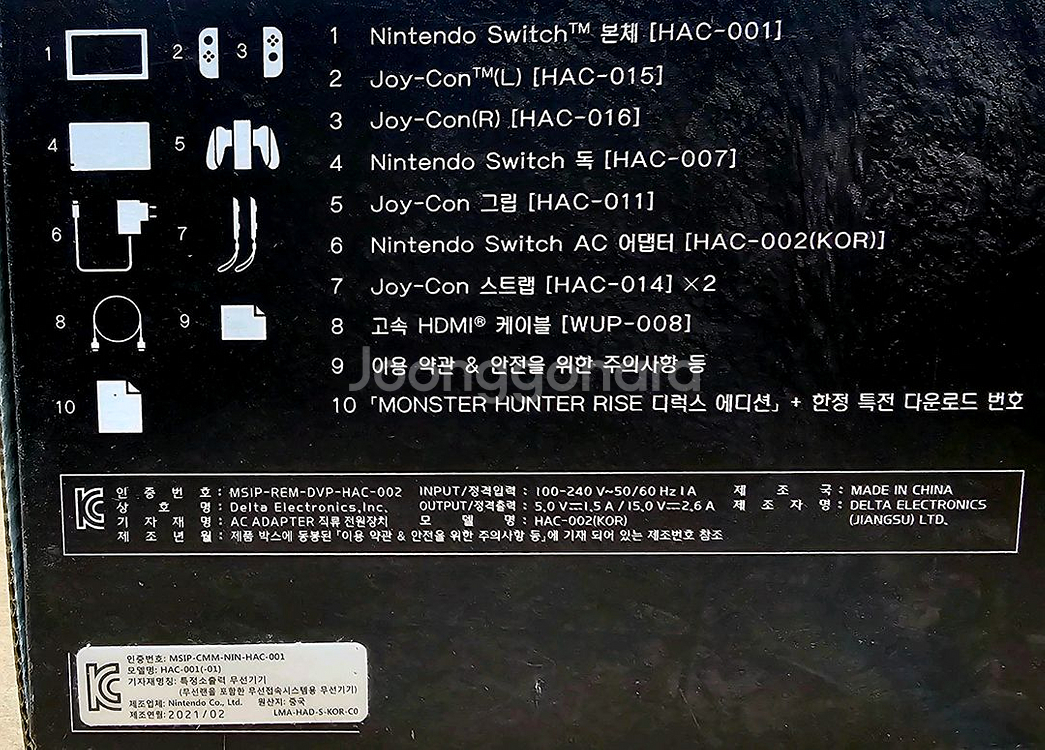 1 Nintendo Switch™ 본체 [HAC-001]
2 Joy-Con™(L) [HAC-015]
3 Joy-Con(R) [HAC-016]
4 Nintendo Switch 독 [HAC-007]
5 Joy-Con 그립 [HAC-011]
6 Nintendo Switch AC 어댑터 [HAC-002(KOR)]
7 Joy-Con 스트랩 [HAC-014] ×2
8 고속 HDMI® 케이블 [WUP-008]
9 이용 약관 & 안전을 위한 주의사항 등
10 「MONSTER HUNTER RISE 디럭스 에디션」 + 한정 특전 다운로드 번호
1 2 3
4 5
6 7
8 9
10
Joonggonara
인증번호 : MSiP-REM-DVP-HAC-002 INPUT/정격입력 : 100-240 V~50/60 Hz 1A 제조국 : MADE IN CHINA
상호명 : Delta Electronics,Inc. OUTPUT/정격출력 : 5.0 V⎓1.5 A / 15.0 V⎓2.6 A 제조자명 : DELTA ELECTRONICS
기자재명 : AC ADAPTER 직류 전원장치 모델명 : HAC-002(KOR) (JIANGSU) LTD.
제조년월 : 제품 박스에 동봉된 「이용 약관 & 안전을 위한 주의사항 등」에 기재 되어 있는 제조번호 참조
인증번호: MSIP-CMM-NIN-HAC-001
모델명: HAC-001(-01)
기자재명칭: 특정소출력 무선기기
(무선랜을 포함한 무선접속시스템용 무선기기)
제조업체: Nintendo Co., Ltd. 원산지: 중국
제조연월: 2021/02 LMA-HAD-S-KOR-C0